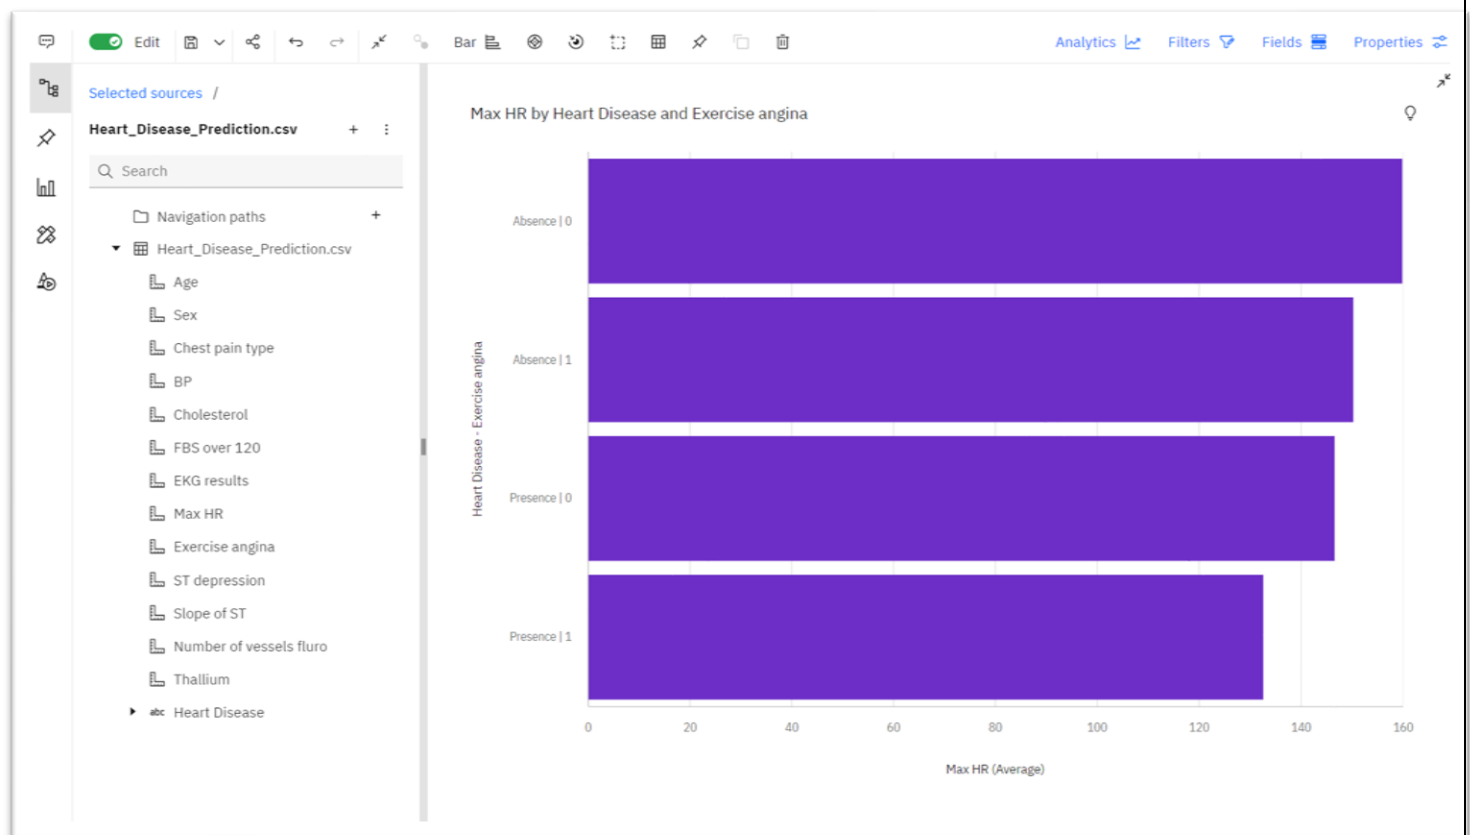 Edit
Bar
Analytics
Filters
Fields
Properties
Selected sources /
Heart_Disease_Prediction.csv
Search
Navigation paths
Heart_Disease_Prediction.csv
Age
Sex
Chest pain type
BP
Cholesterol
FBS over 120
EKG results
Max HR
Exercise angina
ST depression
Slope of ST
Number of vessels fluro
Thallium
abc Heart Disease
Max HR by Heart Disease and Exercise angina
Heart Disease - Exercise angina
Absence | 0
Absence | 1
Presence | 0
Presence | 1
0 20 40 60 80 100 120 140 160
Max HR (Average)